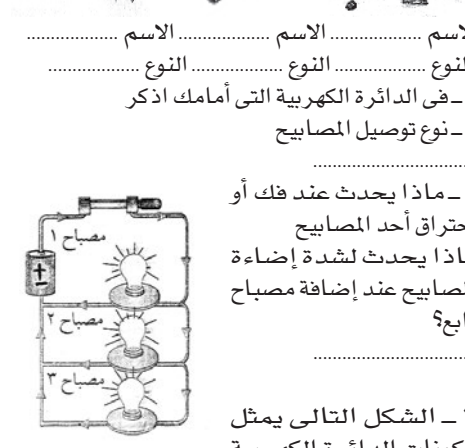 الاسم .................. الاسم .................. الاسم ..................
النوع .................. النوع .................. النوع ..................
ـ فى الدائرة الكهربية التى أمامك اذكر
ـ نوع توصيل المصابيح
..............................
ـ ماذا يحدث عند فك أو
احتراق أحد المصابيح
ماذا يحدث لشدة إضاءة
المصابيح عند إضافة مصباح
رابع؟
..............................
مصباح ١
مصباح ٢
مصباح ٣
ـ الشكل التالى يمثل